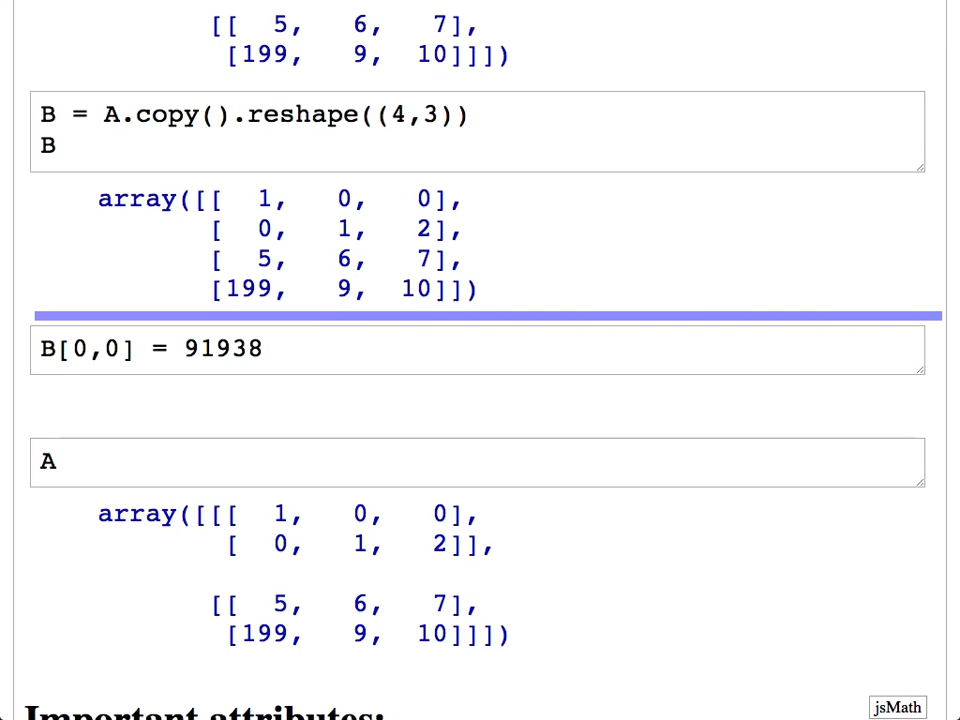 [[  5,   6,   7],
[199,   9,  10]]])
B = A.copy().reshape((4,3))
B
array([[  1,   0,   0],
[  0,   1,   2],
[  5,   6,   7],
[199,   9,  10]])
B[0,0] = 91938
A
array([[[  1,   0,   0],
[  0,   1,   2]],
[[  5,   6,   7],
[199,   9,  10]]])
Important attributes:
jsMath